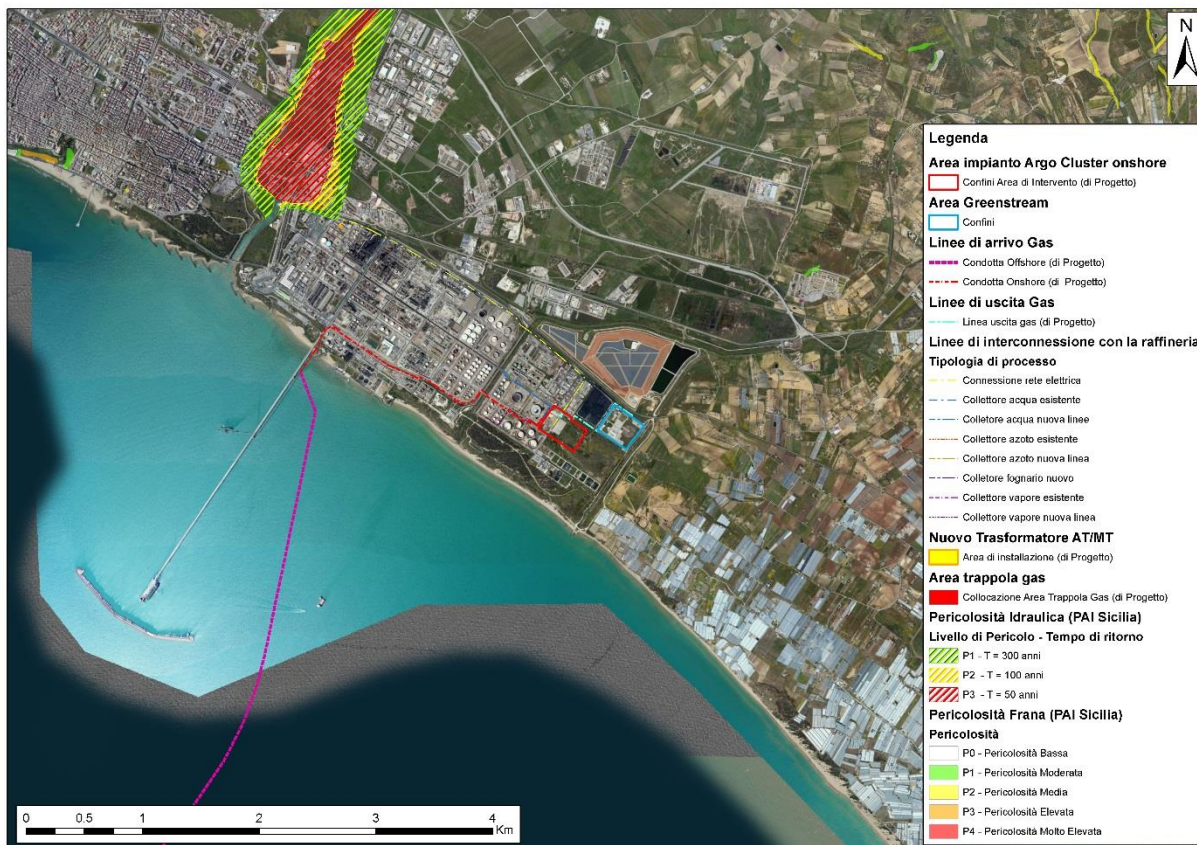 N
Legenda
Area impianto Argo Cluster onshore
Confini Area di Intervento (di Progetto)
Area Greenstream
Confini
Linee di arrivo Gas
Condotta Offshore (di Progetto)
Condotta Onshore (di Progetto)
Linee di uscita Gas
Linea uscita gas (di Progetto)
Linee di interconnessione con la raffineria
Tipologia di processo
Connessione rete elettrica
Collettore acqua esistente
Colletore acqua nuova linee
Collettore azoto esistente
Collettore azoto nuova linea
Colletore fognario nuovo
Collettore vapore esistente
Collettore vapore nuova linea
Nuovo Trasformatore AT/MT
Area di installazione (di Progetto)
Area trappola gas
Collocazione Area Trappola Gas (di Progetto)
Pericolosità Idraulica (PAI Sicilia)
Livello di Pericolo - Tempo di ritorno
P1 - T = 300 anni
P2 - T = 100 anni
P3 - T = 50 anni
Pericolosità Frana (PAI Sicilia)
Pericolosità
P0 - Pericolosità Bassa
P1 - Pericolosità Moderata
P2 - Pericolosità Media
P3 - Pericolosità Elevata
P4 - Pericolosità Molto Elevata
0 0.5 1 2 3 4
Km